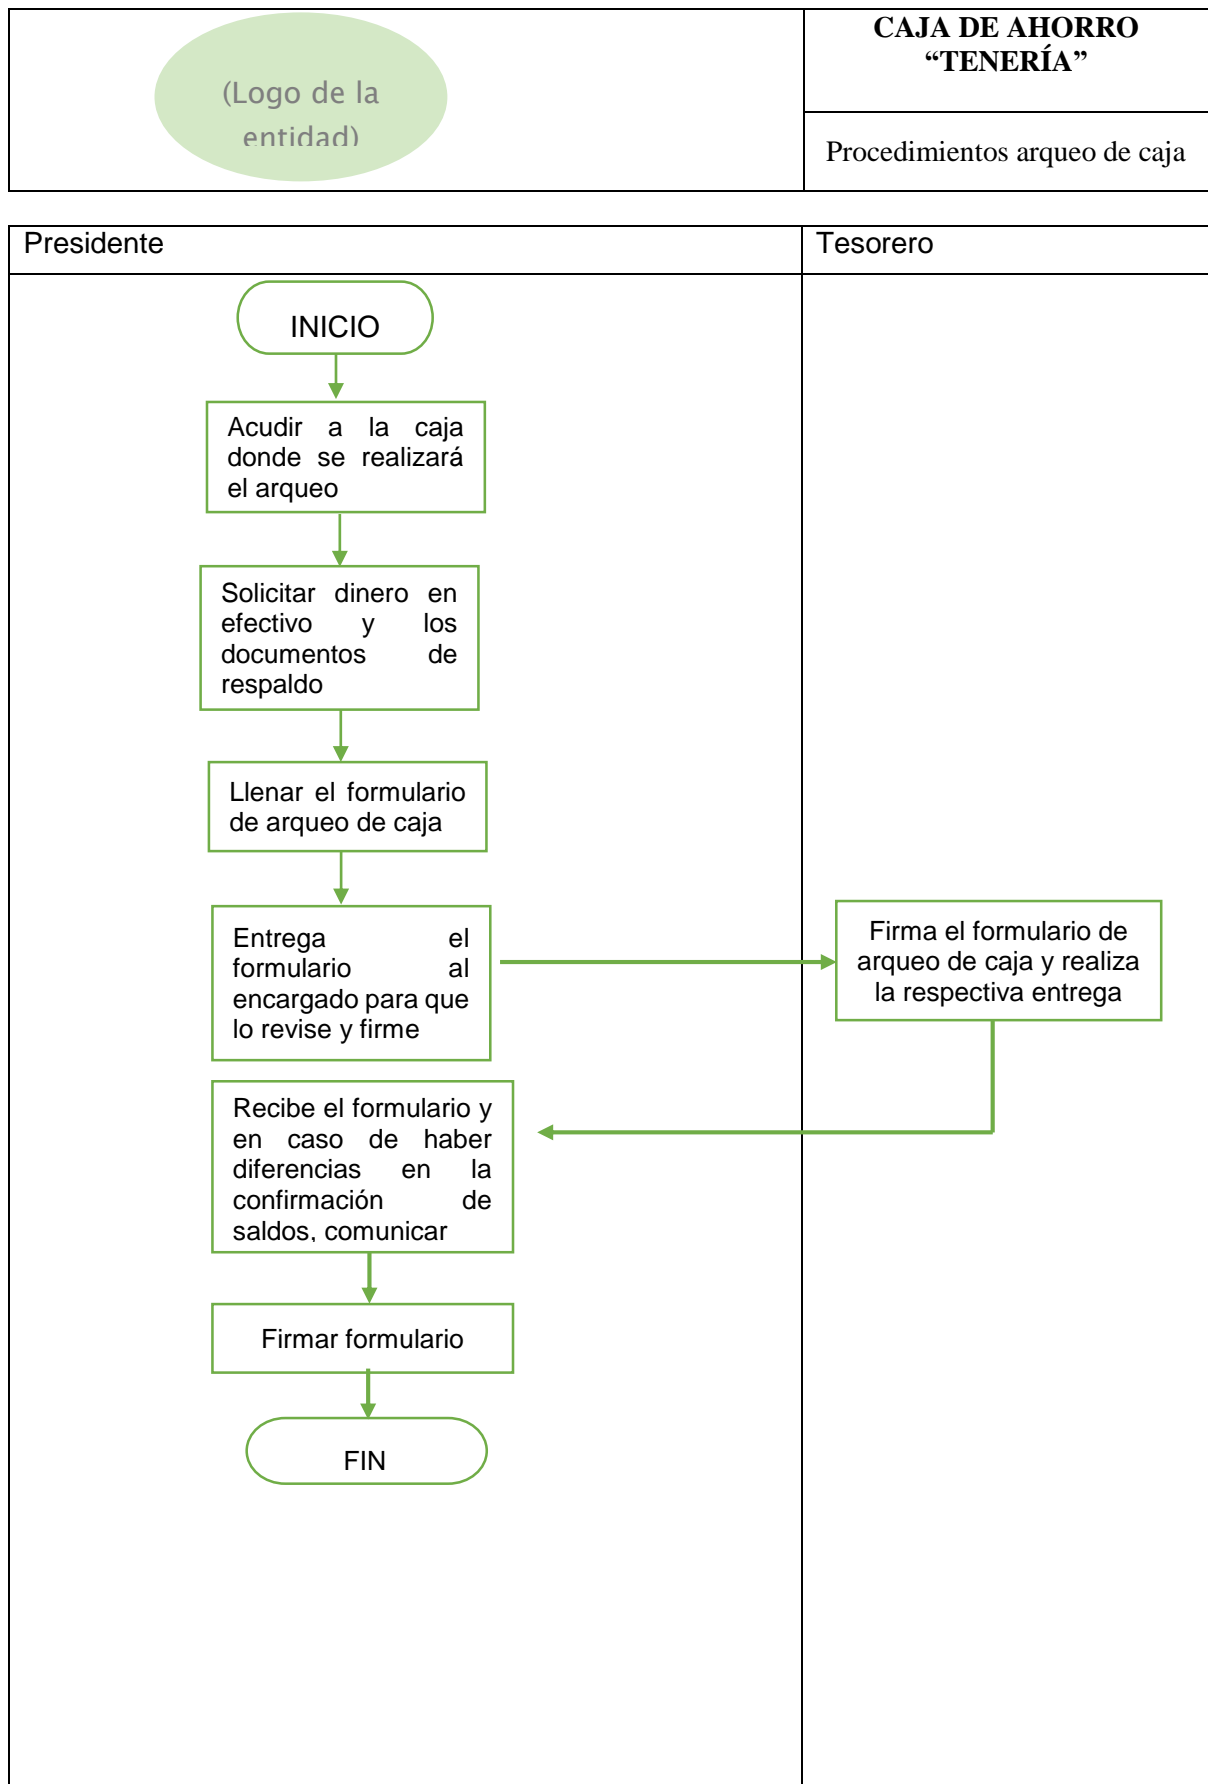 (Logo de la
entidad)
CAJA DE AHORRO
“TENERÍA”
Procedimientos arqueo de caja
Presidente
Tesorero
INICIO
Acudir a la caja
donde se realizará
el arqueo
Solicitar dinero en
efectivo y los
documentos de
respaldo
Llenar el formulario
de arqueo de caja
Entrega el
formulario al
encargado para que
lo revise y firme
Firma el formulario de
arqueo de caja y realiza
la respectiva entrega
Recibe el formulario y
en caso de haber
diferencias en la
confirmación de
saldos, comunicar
Firmar formulario
FIN